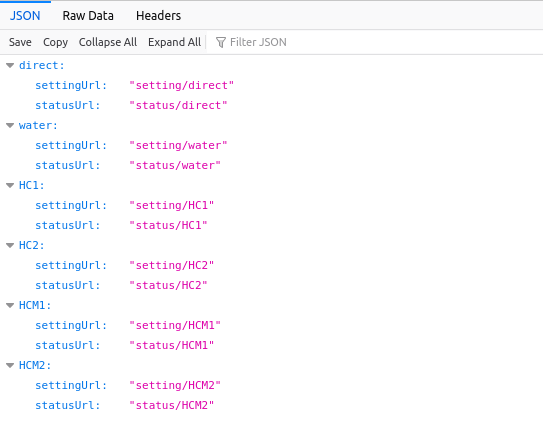 JSON Raw Data Headers
Save Copy Collapse All Expand All Filter JSON
direct:
settingUrl: "setting/direct"
statusUrl: "status/direct"
water:
settingUrl: "setting/water"
statusUrl: "status/water"
HC1:
settingUrl: "setting/HC1"
statusUrl: "status/HC1"
HC2:
settingUrl: "setting/HC2"
statusUrl: "status/HC2"
HCM1:
settingUrl: "setting/HCM1"
statusUrl: "status/HCM1"
HCM2:
settingUrl: "setting/HCM2"
statusUrl: "status/HCM2"